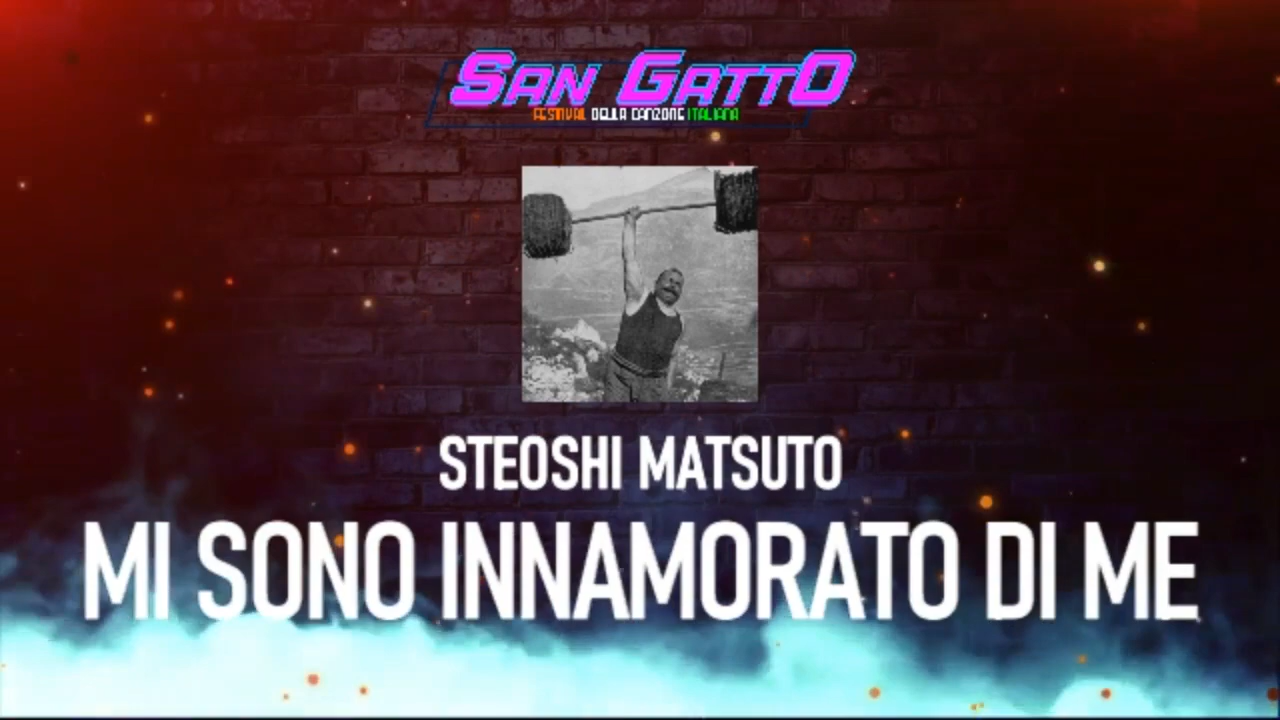 SAN GATTO
FESTIVAL DELLA CANZONE ITALIANA
STEOSHI MATSUTO
MI SONO INNAMORATO DI ME